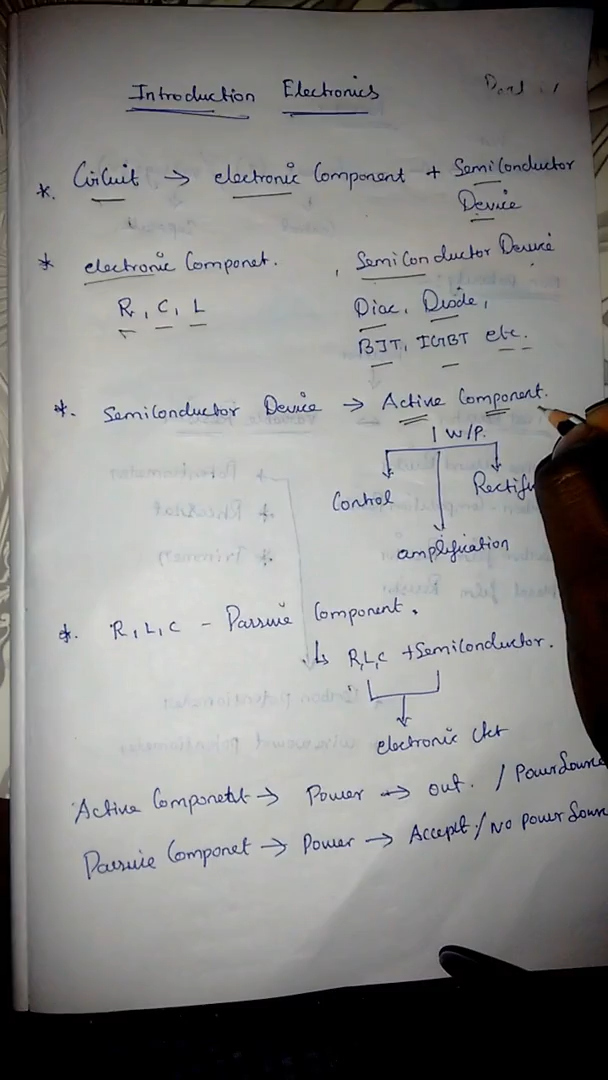 Introduction Electronics
* Circuit → electronic Component + Semiconductor
Device
* electronic Componet. , Semiconductor Device
R, C, L
Diac, Diode,
BJT, IGBT etc.
* Semiconductor Device → Active Component.
W/P.
Control
Rectifi
amplification
* R, L, C - Passive Component.
↳ R,L,C + Semiconductor.
electronic Ckt
Active Component → Power → out. / Power Source
Passive Componet → Power → Accept / No power Sourc